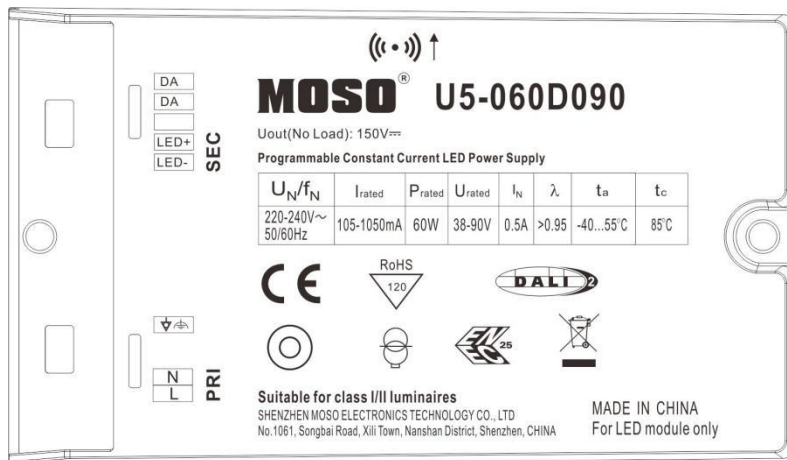 MOSO® U5-060D090
DA
DA
LED+
LED-
SEC
Uout(No Load): 150V⎓
Programmable Constant Current LED Power Supply
UN/fN Irated Prated Urated IN λ ta tc
220-240V～ 50/60Hz 105-1050mA 60W 38-90V 0.5A >0.95 -40...55℃ 85℃
CE
RoHS
120
DALI 2
ENEC 25
N
L
PRI
Suitable for class I/II luminaires
SHENZHEN MOSO ELECTRONICS TECHNOLOGY CO., LTD
No.1061, Songbai Road, Xili Town, Nanshan District, Shenzhen, CHINA
MADE IN CHINA
For LED module only